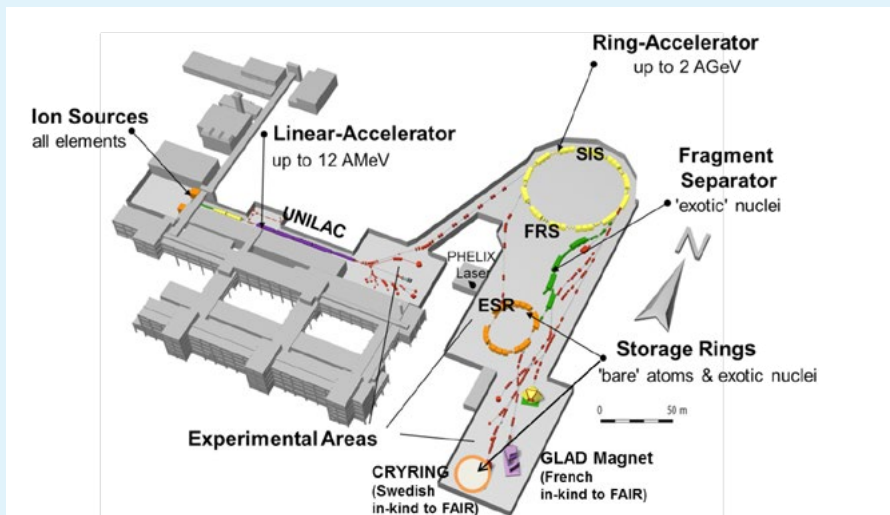 Ring-Accelerator
up to 2 AGeV
Ion Sources
all elements
Linear-Accelerator
up to 12 AMeV
SIS
Fragment
Separator
'exotic' nuclei
UNILAC
FRS
N
PHELIX
Laser
ESR
Storage Rings
'bare' atoms & exotic nuclei
0 50 m
Experimental Areas
CRYRING
(Swedish
in-kind to FAIR)
GLAD Magnet
(French
in-kind to FAIR)